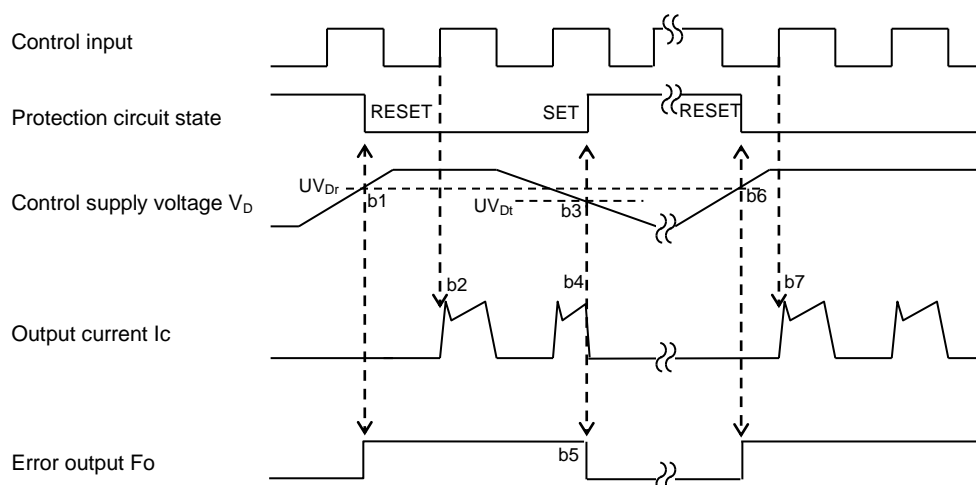 Control input
Protection circuit state
RESET
SET
RESET
Control supply voltage VD
UVDr
b1
UVDt
b3
b6
b2
b4
b7
Output current Ic
Error output Fo
b5